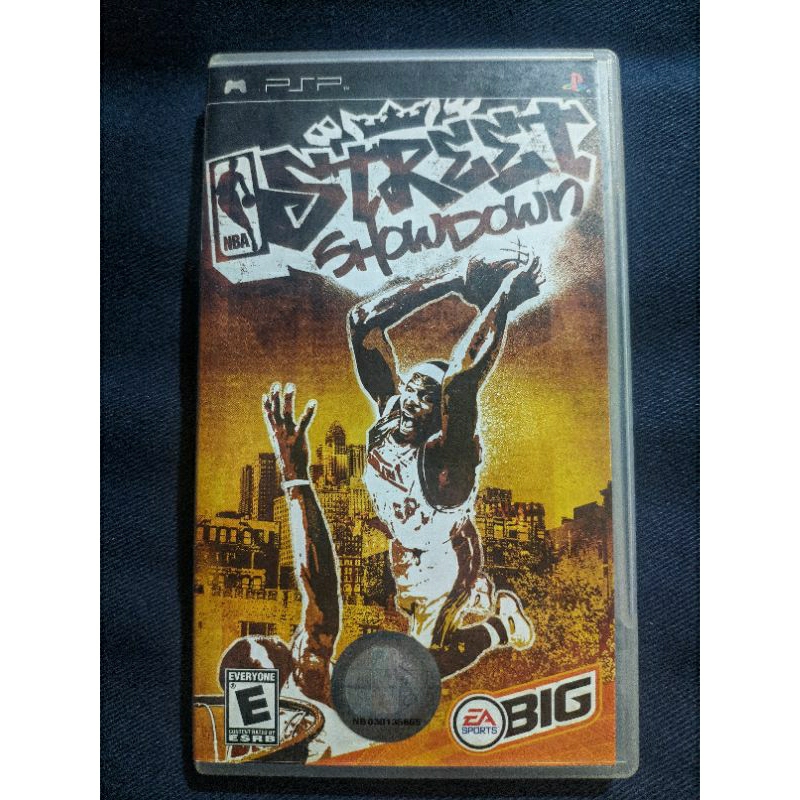 PSP
STREET
NBA
SHOWDOWN
EVERYONE
E
CONTENT RATED BY
ESRB
EA
SPORTS
BIG